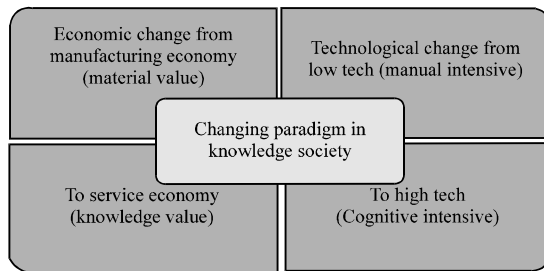 Economic change from
manufacturing economy
(material value)
Technological change from
low tech (manual intensive)
Changing paradigm in
knowledge society
To service economy
(knowledge value)
To high tech
(Cognitive intensive)